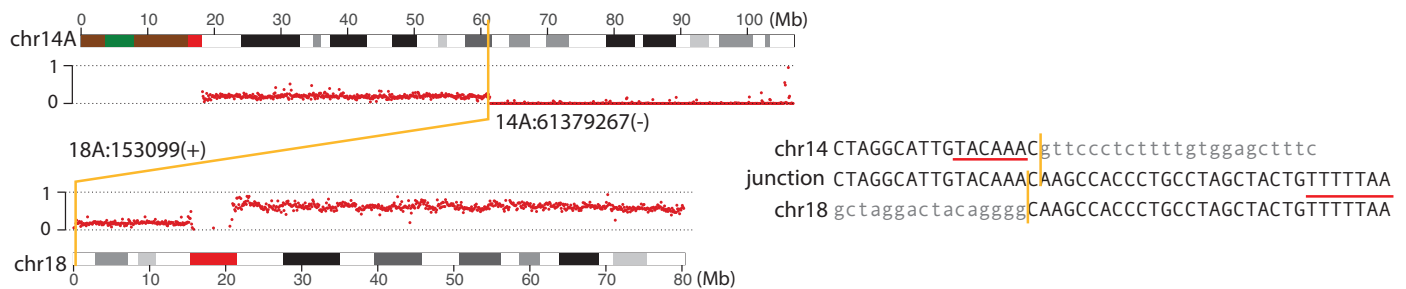 0 10 20 30 40 50 60 70 80 90 100 (Mb)
chr14A
1
0
14A:61379267(-)
18A:153099(+)
1
0
chr18
0 10 20 30 40 50 60 70 80 (Mb)
chr14 CTAGGCATTGTACAAACgttccctcttttgtggagctttc
junction CTAGGCATTGTACAAACAAGCCACCCTGCCTAGCTACTGTTTTTAA
chr18 gctaggactacaggggCAAGCCACCCTGCCTAGCTACTGTTTTTAA